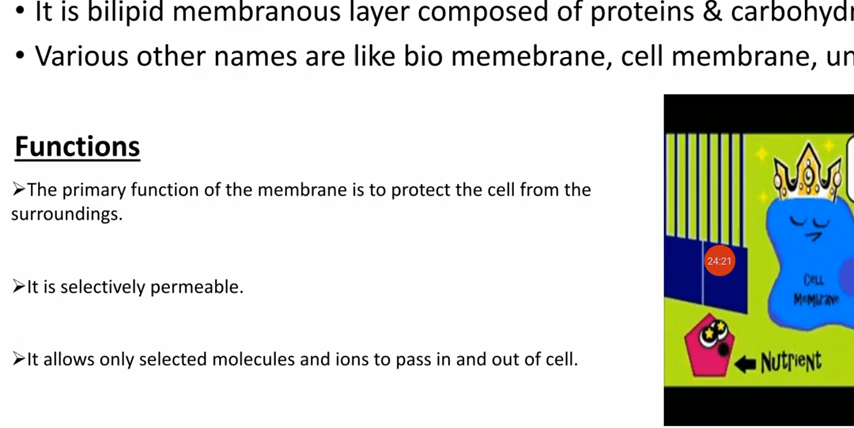 • It is bilipid membranous layer composed of proteins &
• Various other names are like bio memebrane, cell membrane,
Functions
➢The primary function of the membrane is to protect the cell from the
surroundings.
➢It is selectively permeable.
➢It allows only selected molecules and ions to pass in and out of cell.
24:21
Cell
Membrane
Nutrient